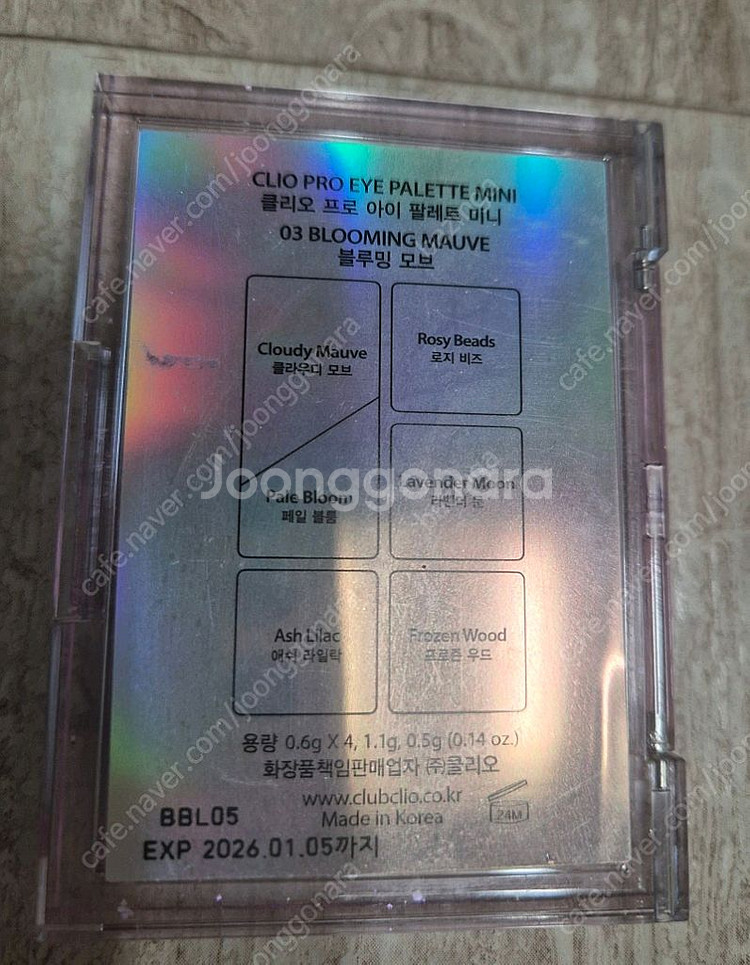 CLIO PRO EYE PALETTE MINI
클리오 프로 아이 팔레트 미니
03 BLOOMING MAUVE
블루밍 모브
Cloudy Mauve
클라우디 모브
Rosy Beads
로지 비즈
Pale Bloom
페일 블룸
Lavender Moon
라벤더 문
Ash Lilac
애쉬 라일락
Frozen Wood
프로즌 우드
용량 0.6g X 4, 1.1g, 0.5g (0.14 oz.)
화장품책임판매업자 ㈜클리오
www.clubclio.co.kr
Made in Korea
24M
BBL05
EXP 2026.01.05까지
Joonggonara
cafe.naver.com/joonggonara